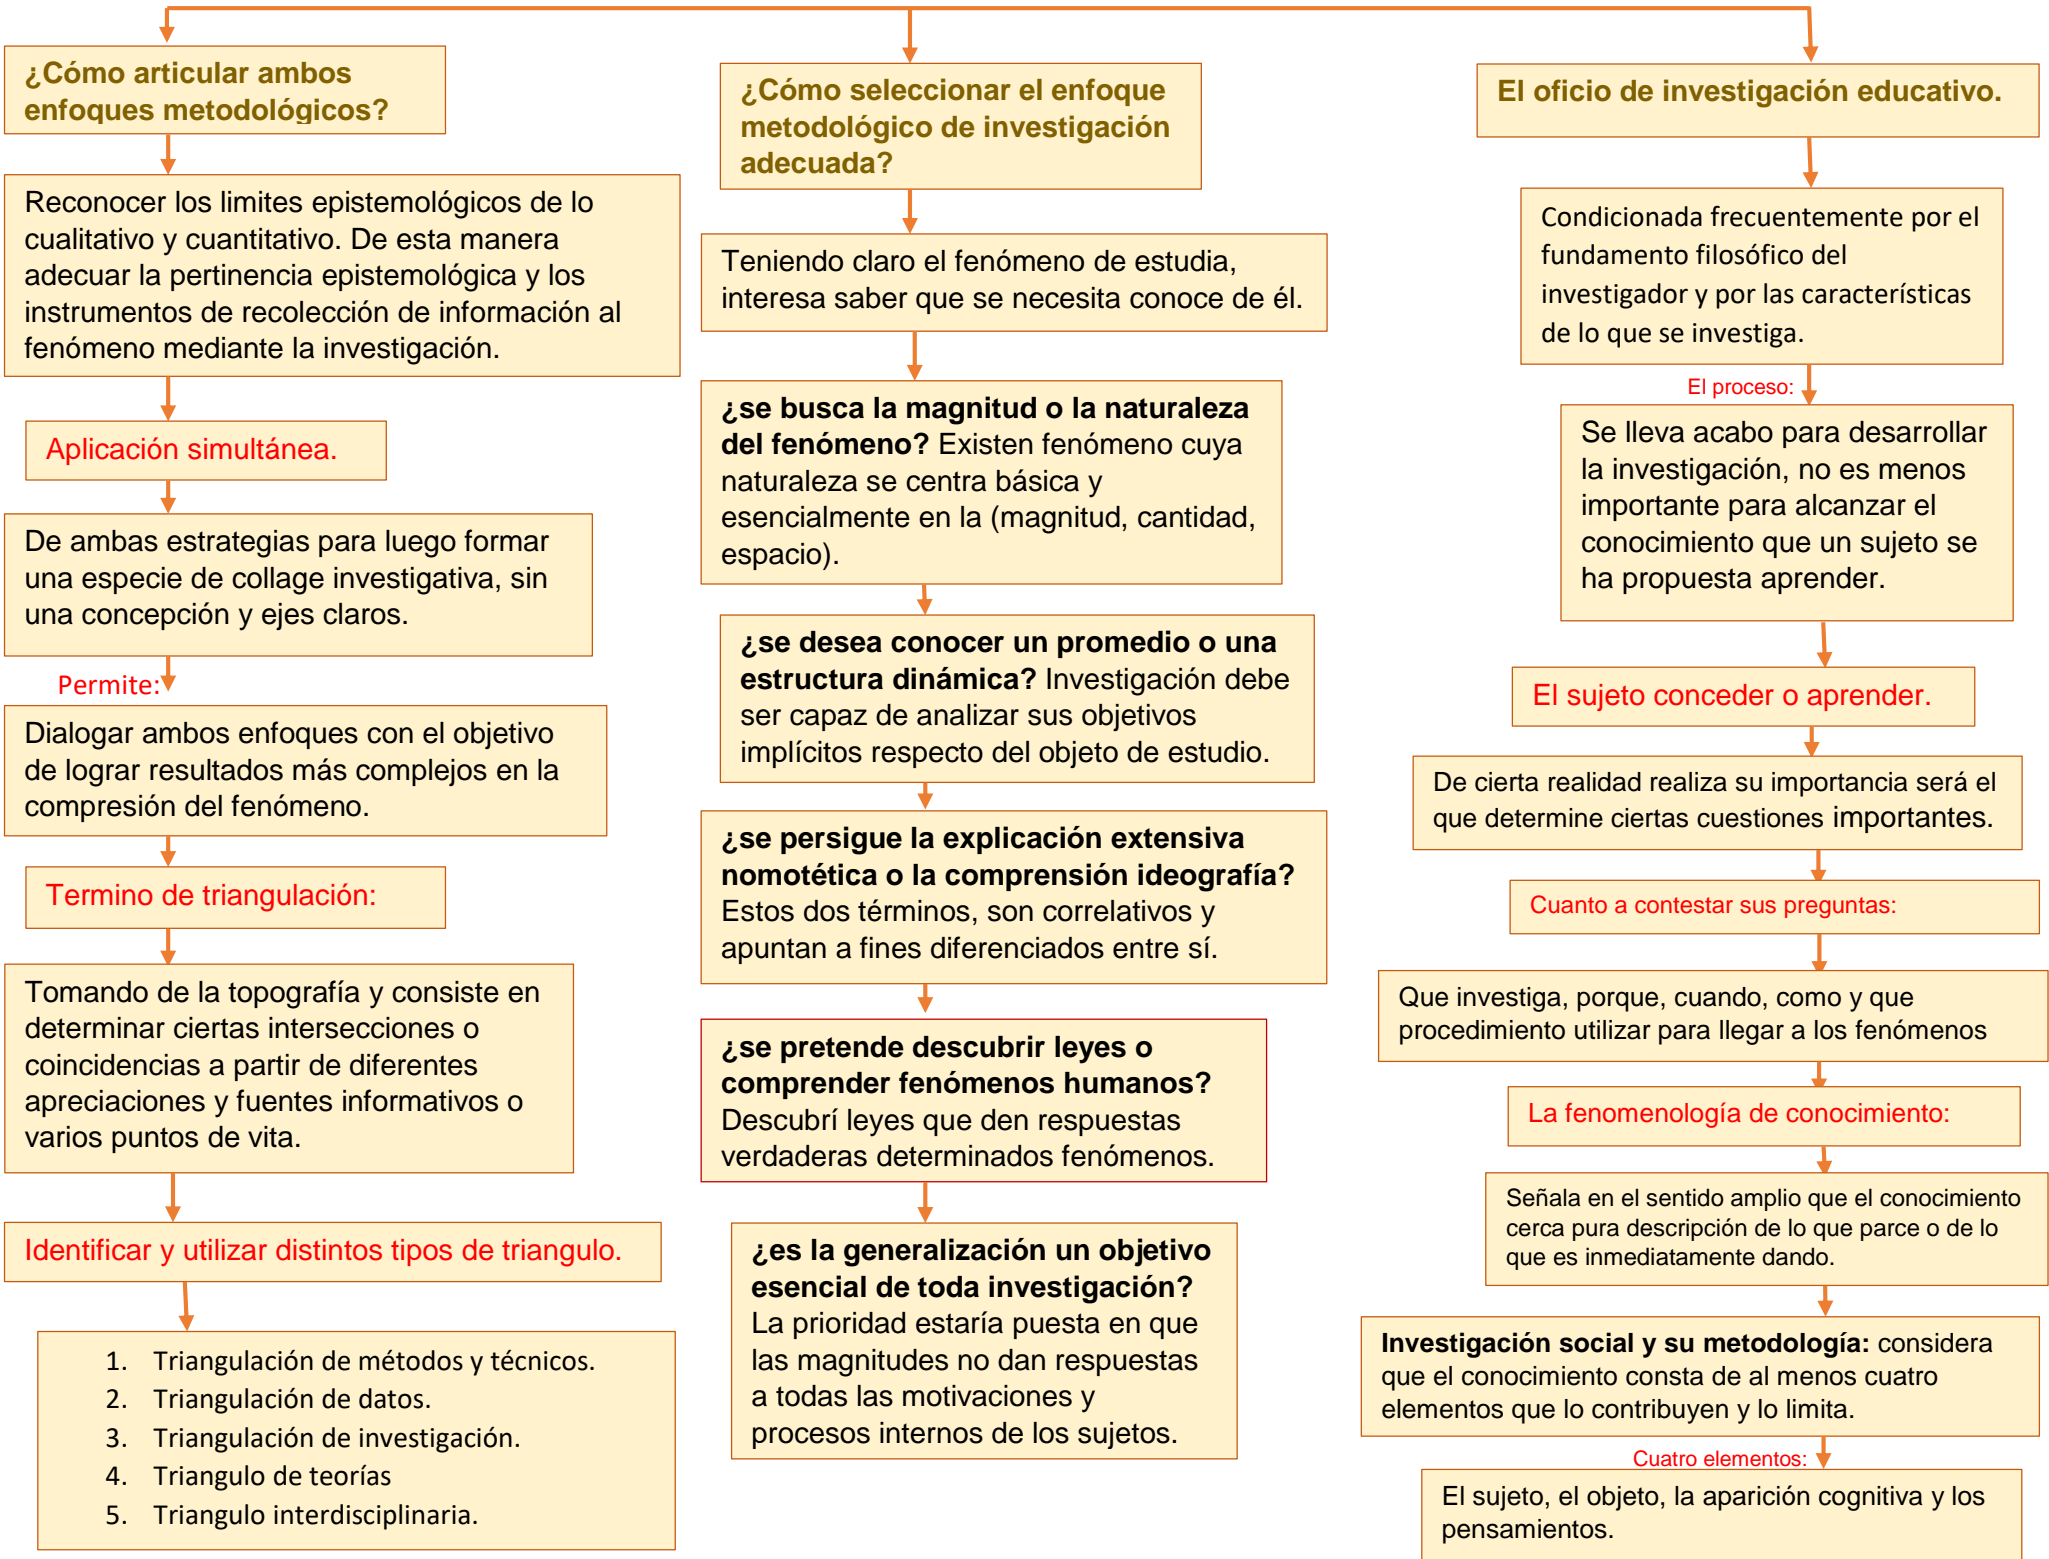 ¿Cómo articular ambos
enfoques metodológicos?
Reconocer los limites epistemológicos de lo
cualitativo y cuantitativo. De esta manera
adecuar la pertinencia epistemológica y los
instrumentos de recolección de información al
fenómeno mediante la investigación.
Aplicación simultánea.
De ambas estrategias para luego formar
una especie de collage investigativa, sin
una concepción y ejes claros.
Permite:
Dialogar ambos enfoques con el objetivo
de lograr resultados más complejos en la
compresión del fenómeno.
Termino de triangulación:
Tomando de la topografía y consiste en
determinar ciertas intersecciones o
coincidencias a partir de diferentes
apreciaciones y fuentes informativos o
varios puntos de vita.
Identificar y utilizar distintos tipos de triangulo.
1. Triangulación de métodos y técnicos.
2. Triangulación de datos.
3. Triangulación de investigación.
4. Triangulo de teorías
5. Triangulo interdisciplinaria.
¿Cómo seleccionar el enfoque
metodológico de investigación
adecuada?
Teniendo claro el fenómeno de estudia,
interesa saber que se necesita conoce de él.
¿se busca la magnitud o la naturaleza
del fenómeno? Existen fenómeno cuya
naturaleza se centra básica y
esencialmente en la (magnitud, cantidad,
espacio).
¿se desea conocer un promedio o una
estructura dinámica? Investigación debe
ser capaz de analizar sus objetivos
implícitos respecto del objeto de estudio.
¿se persigue la explicación extensiva
nomotética o la comprensión ideografía?
Estos dos términos, son correlativos y
apuntan a fines diferenciados entre sí.
¿se pretende descubrir leyes o
comprender fenómenos humanos?
Descubrí leyes que den respuestas
verdaderas determinados fenómenos.
¿es la generalización un objetivo
esencial de toda investigación?
La prioridad estaría puesta en que
las magnitudes no dan respuestas
a todas las motivaciones y
procesos internos de los sujetos.
El oficio de investigación educativo.
Condicionada frecuentemente por el
fundamento filosófico del
investigador y por las características
de lo que se investiga.
El proceso:
Se lleva acabo para desarrollar
la investigación, no es menos
importante para alcanzar el
conocimiento que un sujeto se
ha propuesta aprender.
El sujeto conceder o aprender.
De cierta realidad realiza su importancia será el
que determine ciertas cuestiones importantes.
Cuanto a contestar sus preguntas:
Que investiga, porque, cuando, como y que
procedimiento utilizar para llegar a los fenómenos
La fenomenología de conocimiento:
Señala en el sentido amplio que el conocimiento
cerca pura descripción de lo que parce o de lo
que es inmediatamente dando.
Investigación social y su metodología: considera
que el conocimiento consta de al menos cuatro
elementos que lo contribuyen y lo limita.
Cuatro elementos:
El sujeto, el objeto, la aparición cognitiva y los
pensamientos.